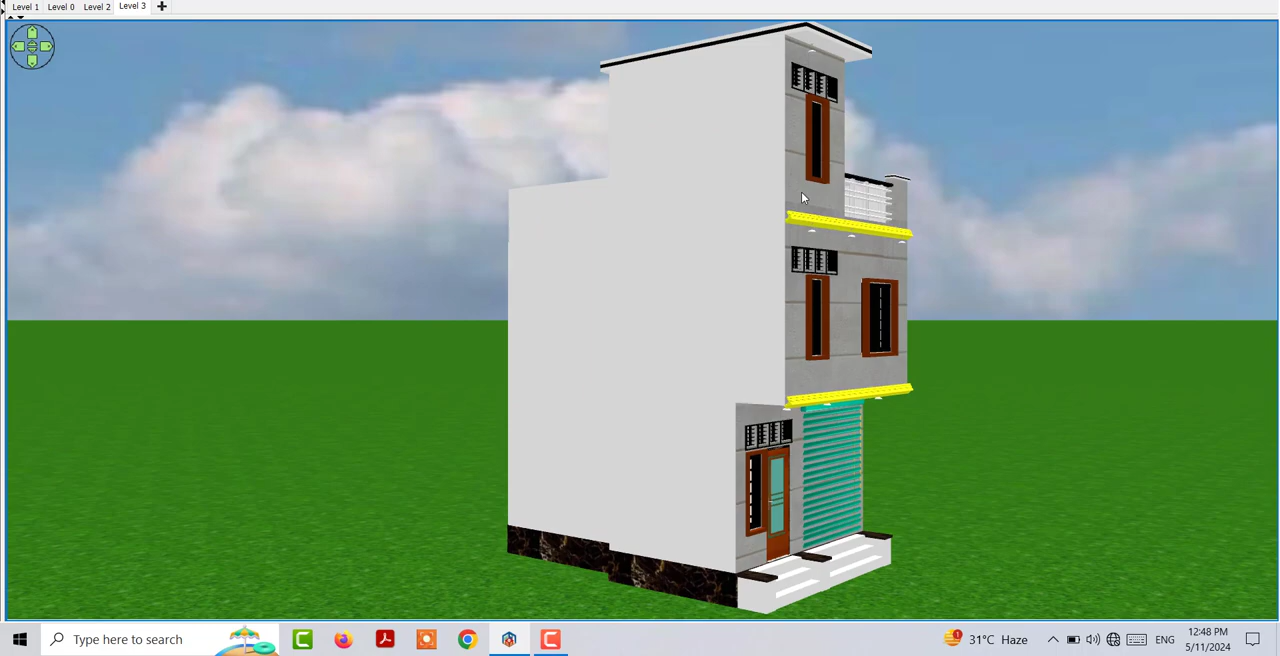 Level 1 Level 0 Level 2 Level 3
Type here to search
31°C Haze
ENG
12:48 PM
5/11/2024
1